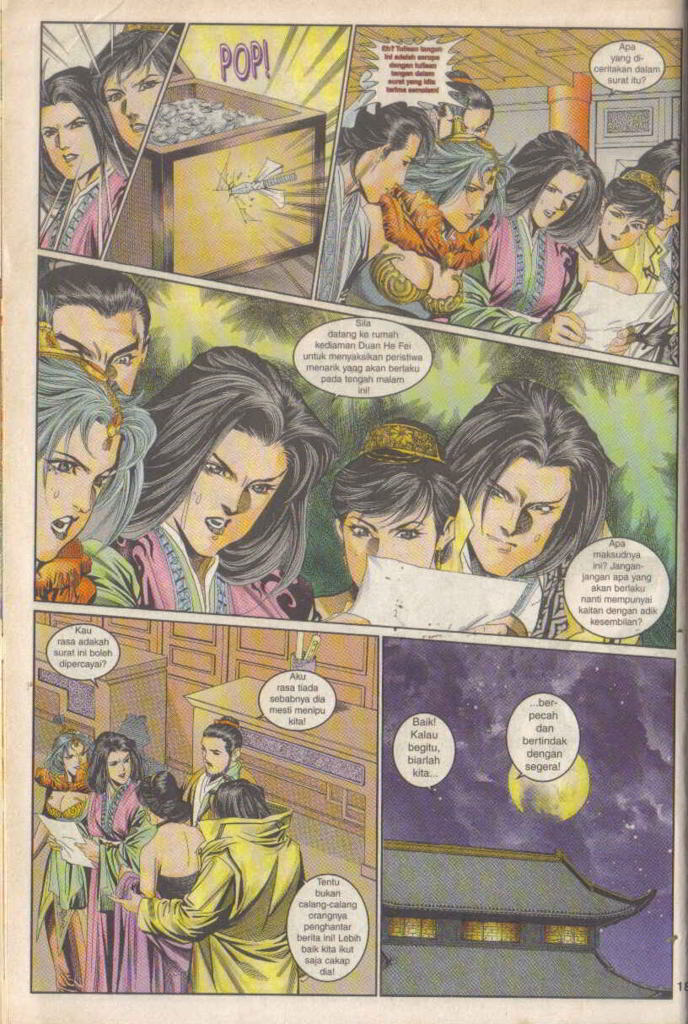 POP!
Eh? Tulisan tangan
ini adalah serupa
dengan tulisan
tangan dalam
surat yang kita
terima semalam!
Apa
yang di-
ceritakan dalam
surat itu?
Sila
datang ke rumah
kediaman Duan He Fei
untuk menyaksikan peristiwa
menarik yaag akan berlaku
pada tengah malam
ini!
Apa
maksudnya
ini? Jangan-
jangan apa yang
akan berlaku
nanti mempunyai
kaitan dengan adik
kesembilan?
Kau
rasa adakah
surat ini boleh
dipercayai?
Aku
rasa tiada
sebabnya dia
mesti menipu
kita!
Tentu
bukan
calang-calang
orangnya
penghantar
berita ini! Lebih
baik kita ikut
saja cakap
dia!
Baik!
Kalau
begitu,
biarlah
kita...
...ber-
pecah
dan
bertindak
dengan
segera!